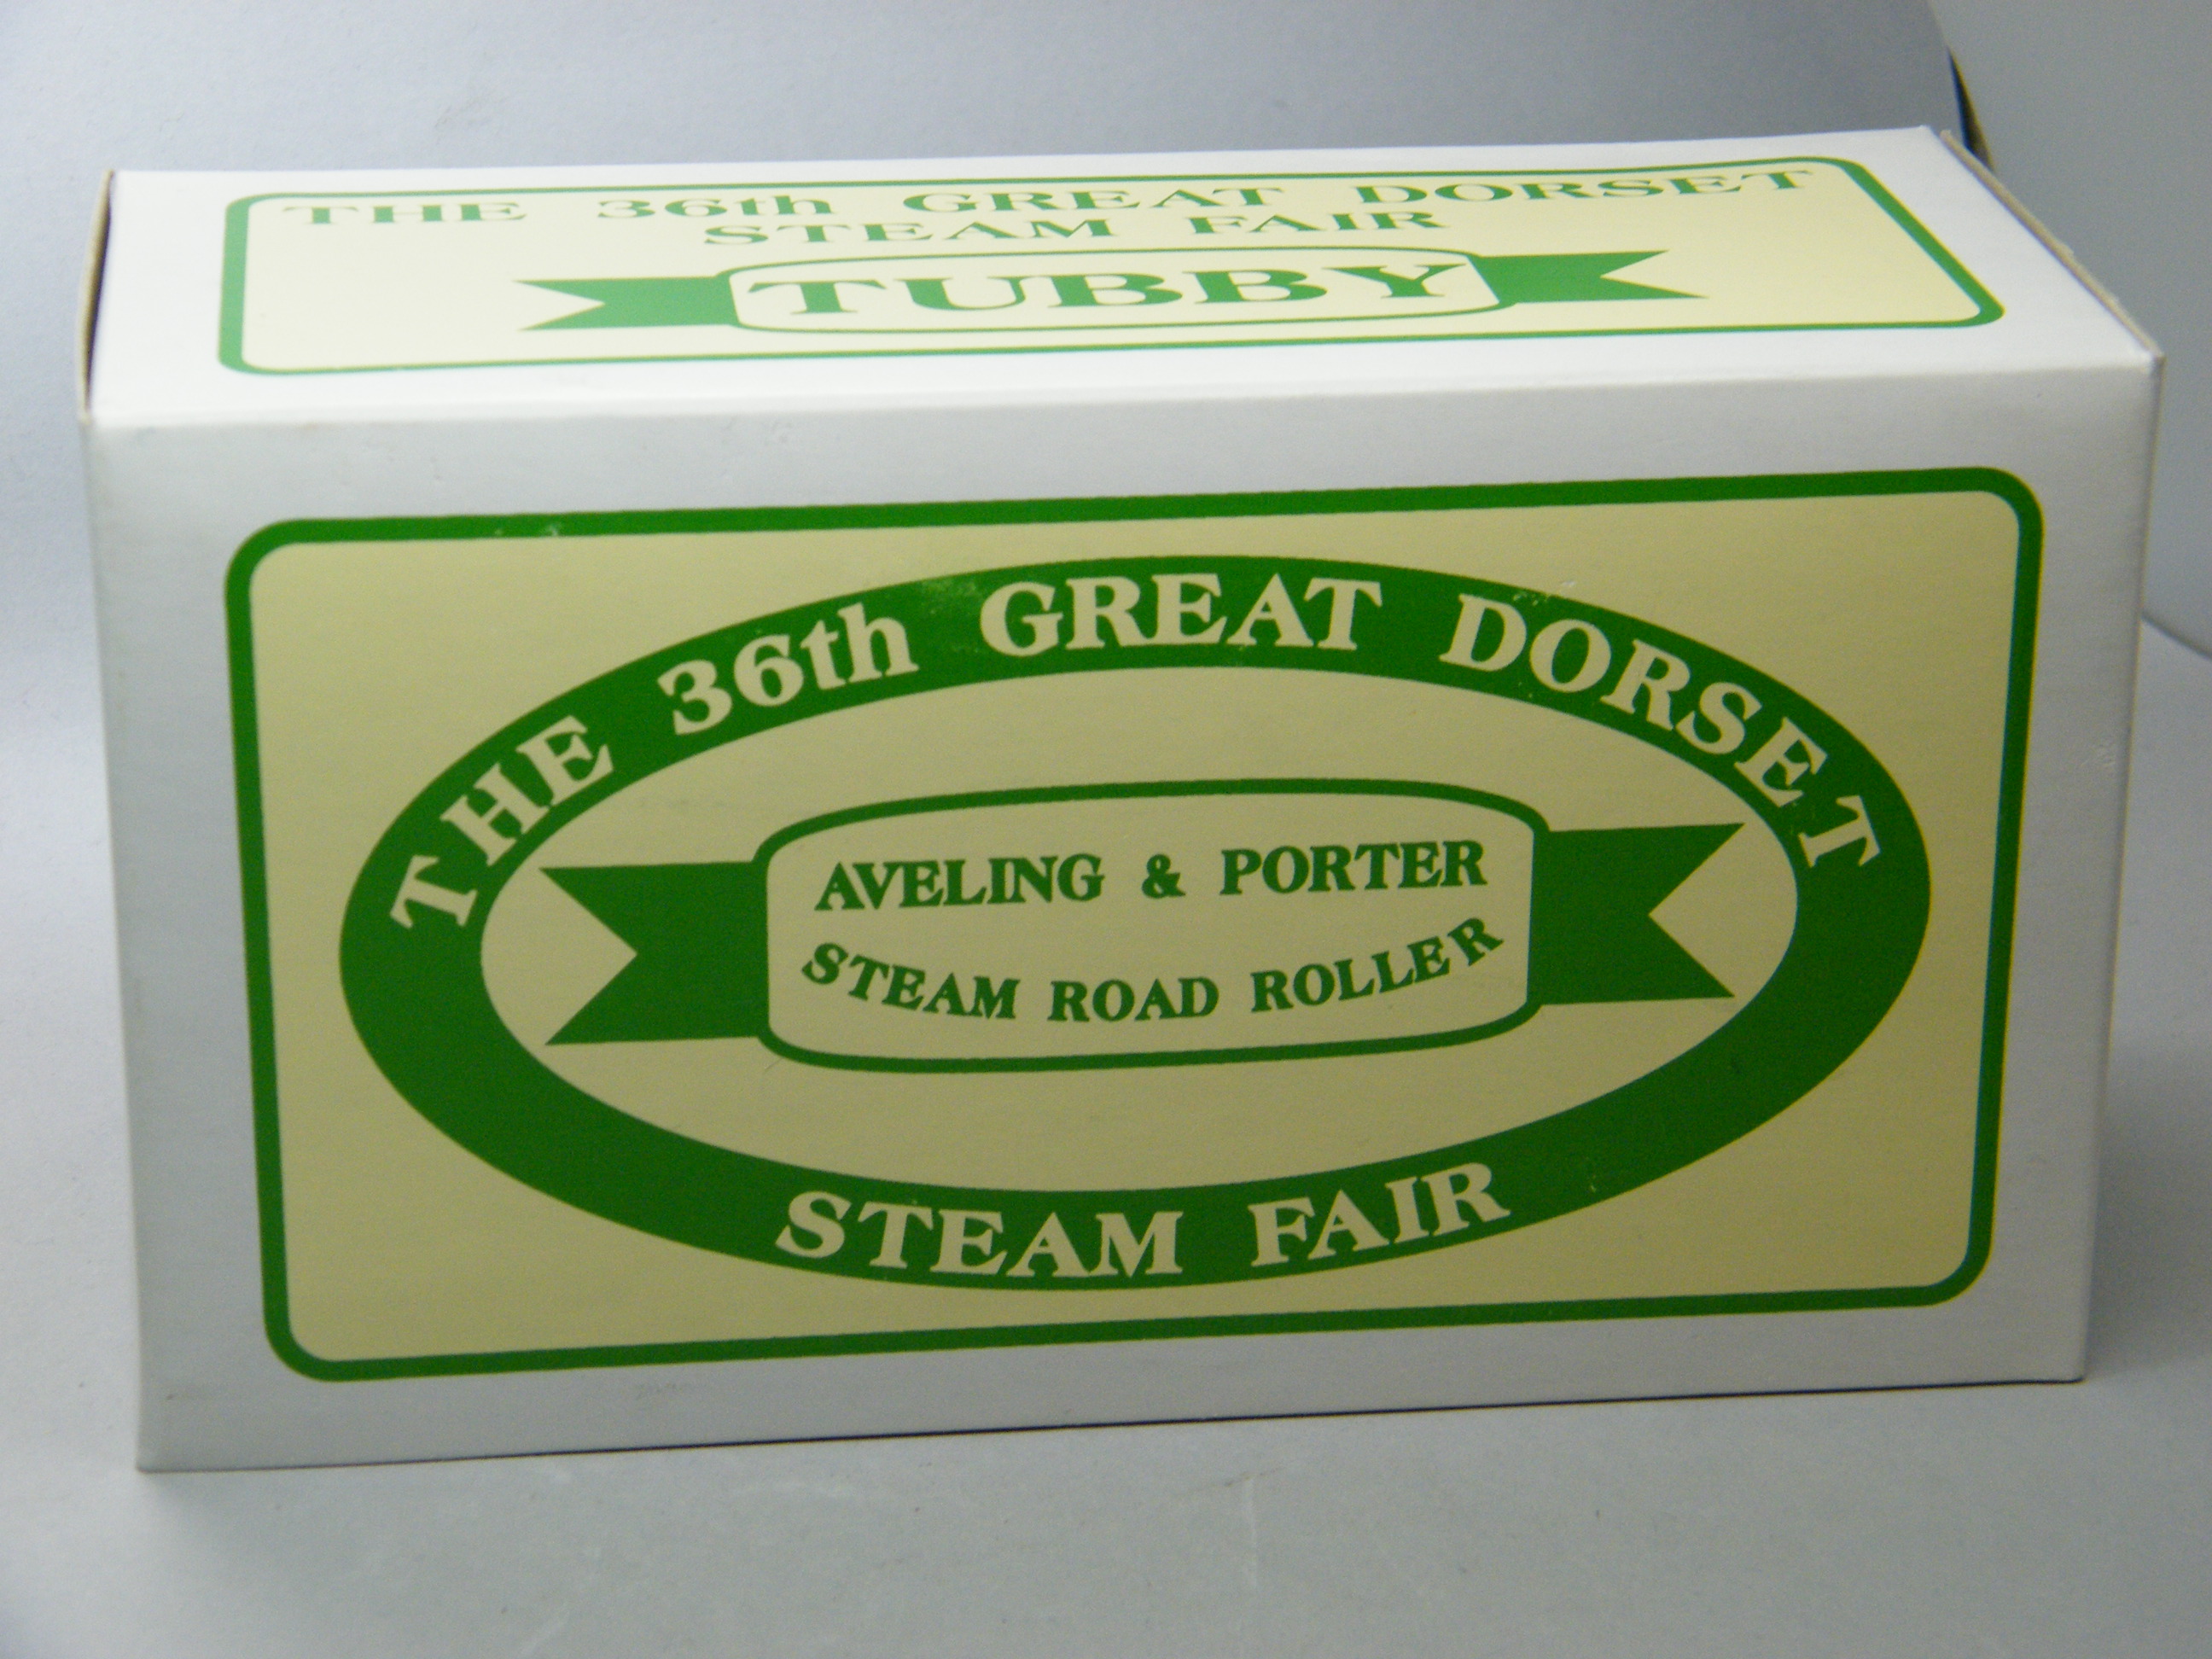 THE 36th GREAT DORSET
STEAM FAIR
TUBBY
THE 36th GREAT DORSET
AVELING & PORTER
STEAM ROAD ROLLER
STEAM FAIR